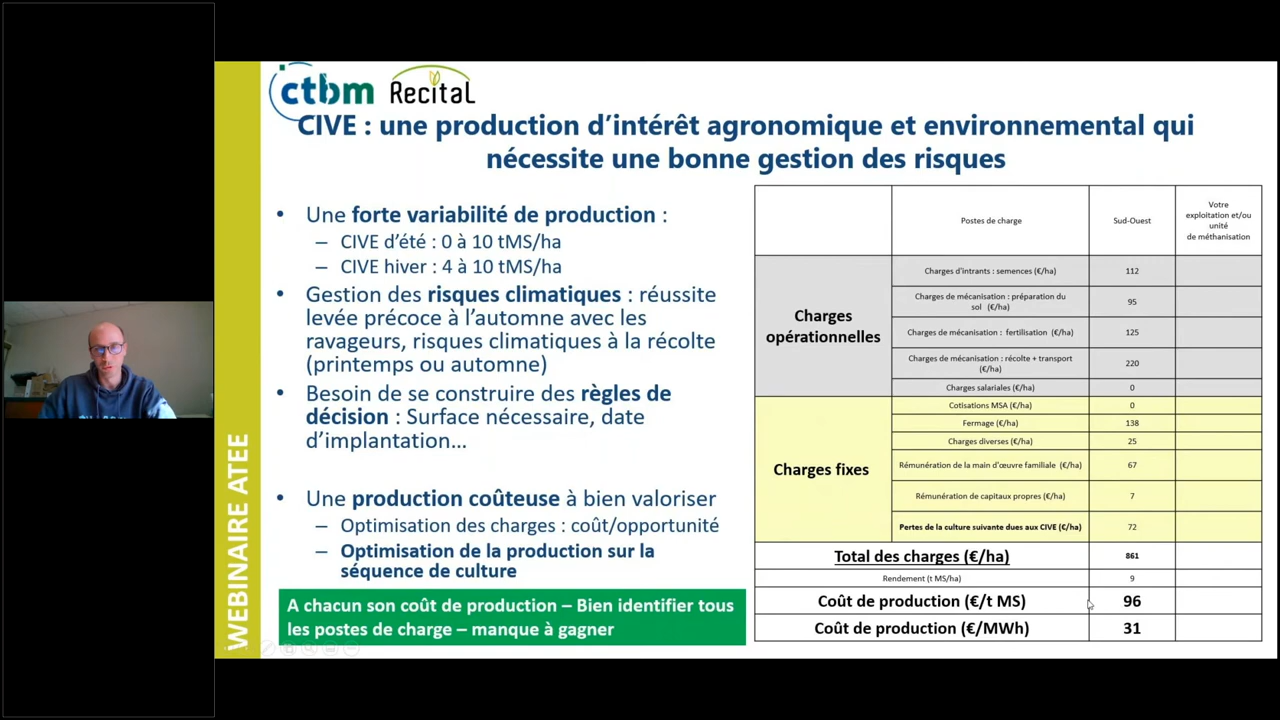 ctbm Recital
CIVE : une production d'intérêt agronomique et environnemental qui
nécessite une bonne gestion des risques
• Une forte variabilité de production :
– CIVE d'été : 0 à 10 tMS/ha
– CIVE hiver : 4 à 10 tMS/ha
• Gestion des risques climatiques : réussite
levée précoce à l'automne avec les
ravageurs, risques climatiques à la récolte
(printemps ou automne)
• Besoin de se construire des règles de
décision : Surface nécessaire, date
d'implantation…
• Une production coûteuse à bien valoriser
– Optimisation des charges : coût/opportunité
– Optimisation de la production sur la
séquence de culture
A chacun son coût de production – Bien identifier tous
les postes de charge – manque à gagner
WEBINAIRE ATEE
Postes de charge
Sud-Ouest
Votre
exploitation et/ou
unité
de méthanisation
Charges
opérationnelles
Charges d'intrants : semences (€/ha)
112
Charges de mécanisation : préparation du
sol (€/ha)
95
Charges de mécanisation : fertilisation (€/ha)
125
Charges de mécanisation : récolte + transport
(€/ha)
220
Charges salariales (€/ha)
0
Charges fixes
Cotisations MSA (€/ha)
0
Fermage (€/ha)
138
Charges diverses (€/ha)
25
Rémunération de la main d'œuvre familiale (€/ha)
67
Rémunération de capitaux propres (€/ha)
7
Pertes de la culture suivante dues aux CIVE (€/ha)
72
Total des charges (€/ha)
861
Rendement (t MS/ha)
9
Coût de production (€/t MS)
96
Coût de production (€/MWh)
31